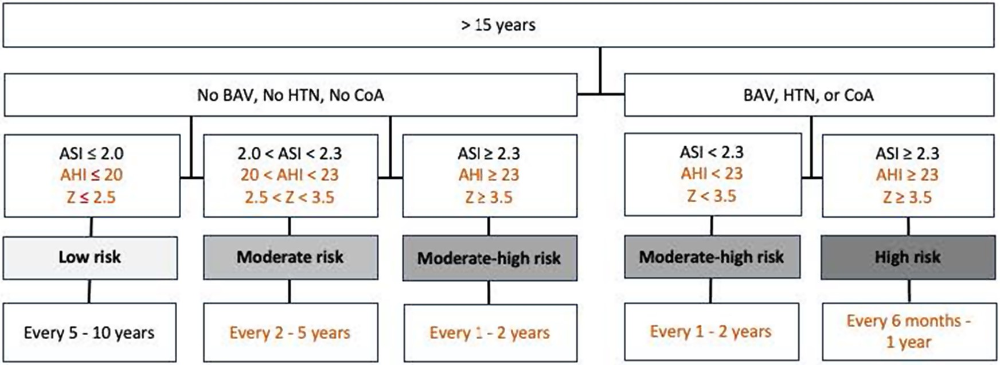 > 15 years
No BAV, No HTN, No CoA
BAV, HTN, or CoA
ASI ≤ 2.0
AHI ≤ 20
Z ≤ 2.5
2.0 < ASI < 2.3
20 < AHI < 23
2.5 < Z < 3.5
ASI ≥ 2.3
AHI ≥ 23
Z ≥ 3.5
ASI < 2.3
AHI < 23
Z < 3.5
ASI ≥ 2.3
AHI ≥ 23
Z ≥ 3.5
Low risk
Moderate risk
Moderate-high risk
Moderate-high risk
High risk
Every 5 - 10 years
Every 2 - 5 years
Every 1 - 2 years
Every 1 - 2 years
Every 6 months -
1 year